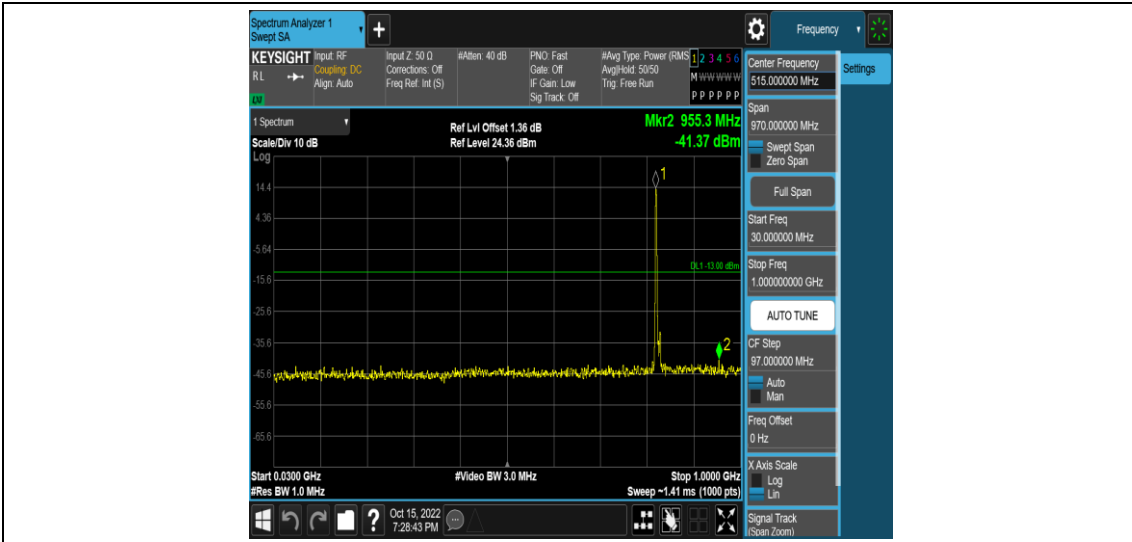 Spectrum Analyzer 1
Swept SA
+
Frequency
KEYSIGHT
RL
LXI
Input: RF
Coupling: DC
Align: Auto
Input Z: 50 Ω
Corrections: Off
Freq Ref: Int (S)
#Atten: 40 dB
PNO: Fast
Gate: Off
IF Gain: Low
Sig Track: Off
#Avg Type: Power (RMS
Avg|Hold: 50/50
Trig: Free Run
1 2 3 4 5 6
M W W W W W
P P P P P P
1 Spectrum
Scale/Div 10 dB
Log
Ref Lvl Offset 1.36 dB
Ref Level 24.36 dBm
Mkr2 955.3 MHz
-41.37 dBm
1
14.4
4.36
-5.64
DL1 -13.00 dBm
-15.6
-25.6
-35.6
2
-45.6
-55.6
-65.6
Start 0.0300 GHz
#Res BW 1.0 MHz
#Video BW 3.0 MHz
Stop 1.0000 GHz
Sweep ~1.41 ms (1000 pts)
?
Oct 15, 2022
7:28:43 PM
Center Frequency
515.000000 MHz
Settings
Span
970.000000 MHz
Swept Span
Zero Span
Full Span
Start Freq
30.000000 MHz
Stop Freq
1.000000000 GHz
AUTO TUNE
CF Step
97.000000 MHz
Auto
Man
Freq Offset
0 Hz
X Axis Scale
Log
Lin
Signal Track
(Span Zoom)